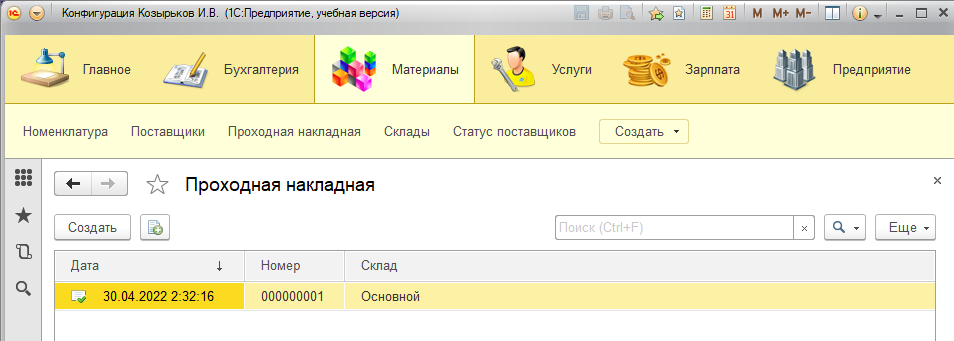 Конфигурация Козырьков И.В. (1С:Предприятие, учебная версия)
31 M M+ M- i
Главное Бухгалтерия Материалы Услуги Зарплата Предприятие
Номенклатура Поставщики Проходная накладная Склады Статус поставщиков Создать
Проходная накладная
Создать Поиск (Ctrl+F) Еще
Дата Номер Склад
30.04.2022 2:32:16 000000001 Основной